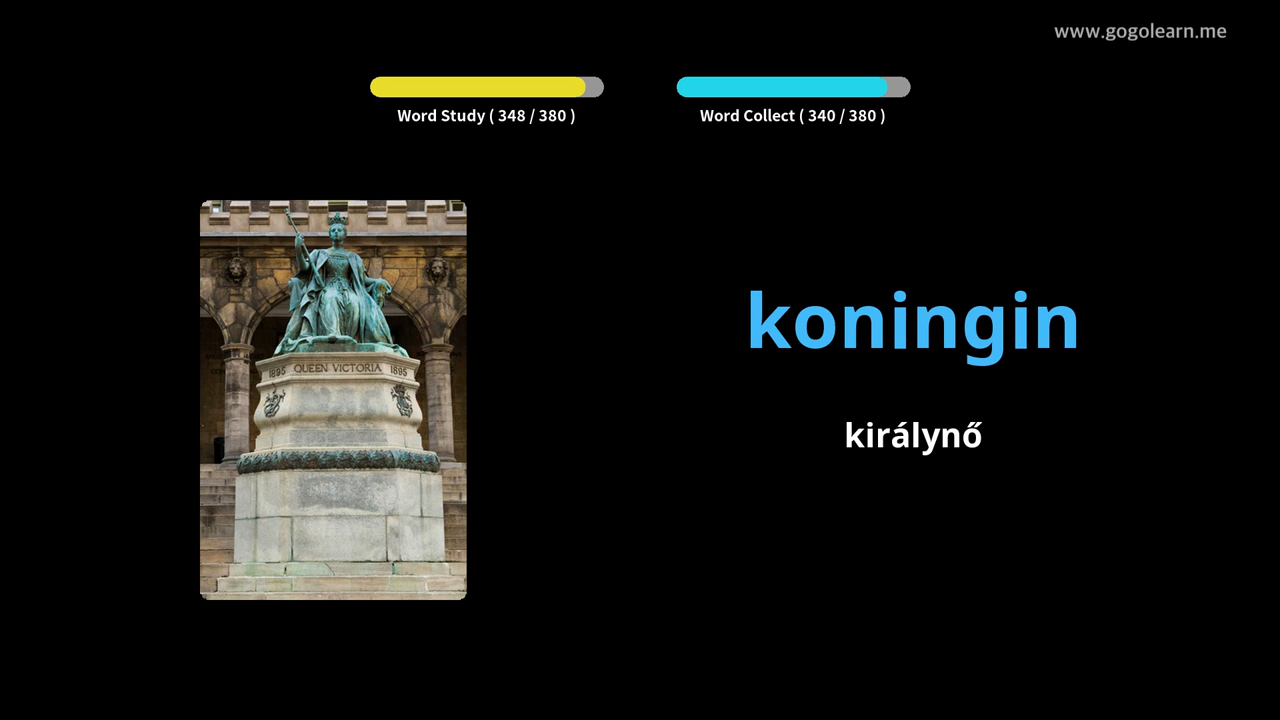 www.gogolearn.me
Word Study ( 348 / 380 )
Word Collect ( 340 / 380 )
1895 QUEEN VICTORIA 1895
koningin
királynő